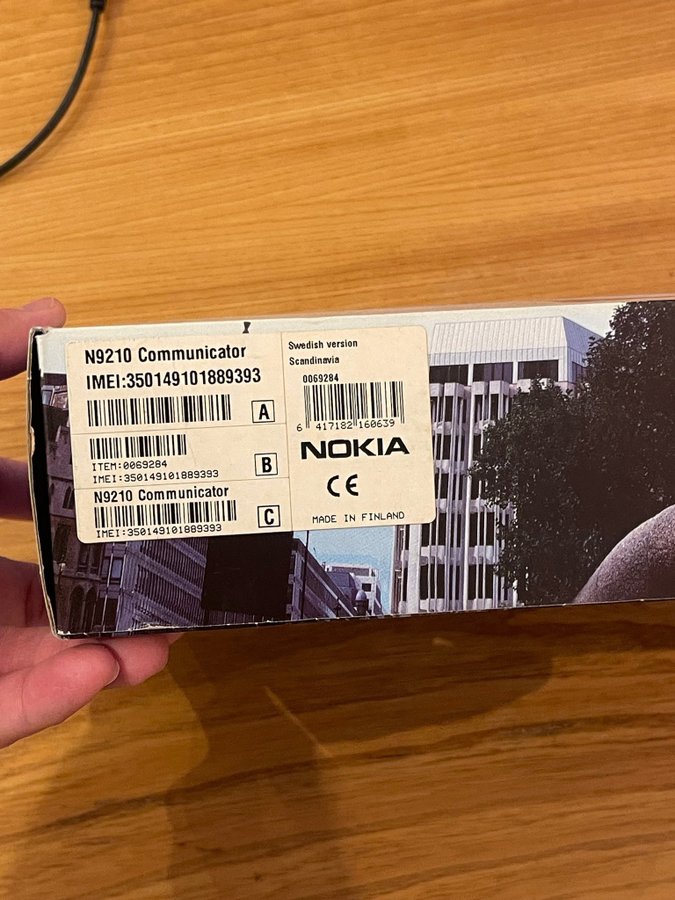 N9210 Communicator
IMEI:350149101889393
A
ITEM:0069284
IMEI:350149101889393
B
N9210 Communicator
IMEI:350149101889393
C
Swedish version
Scandinavia
0069284
6 417182 160639
NOKIA
CE
MADE IN FINLAND